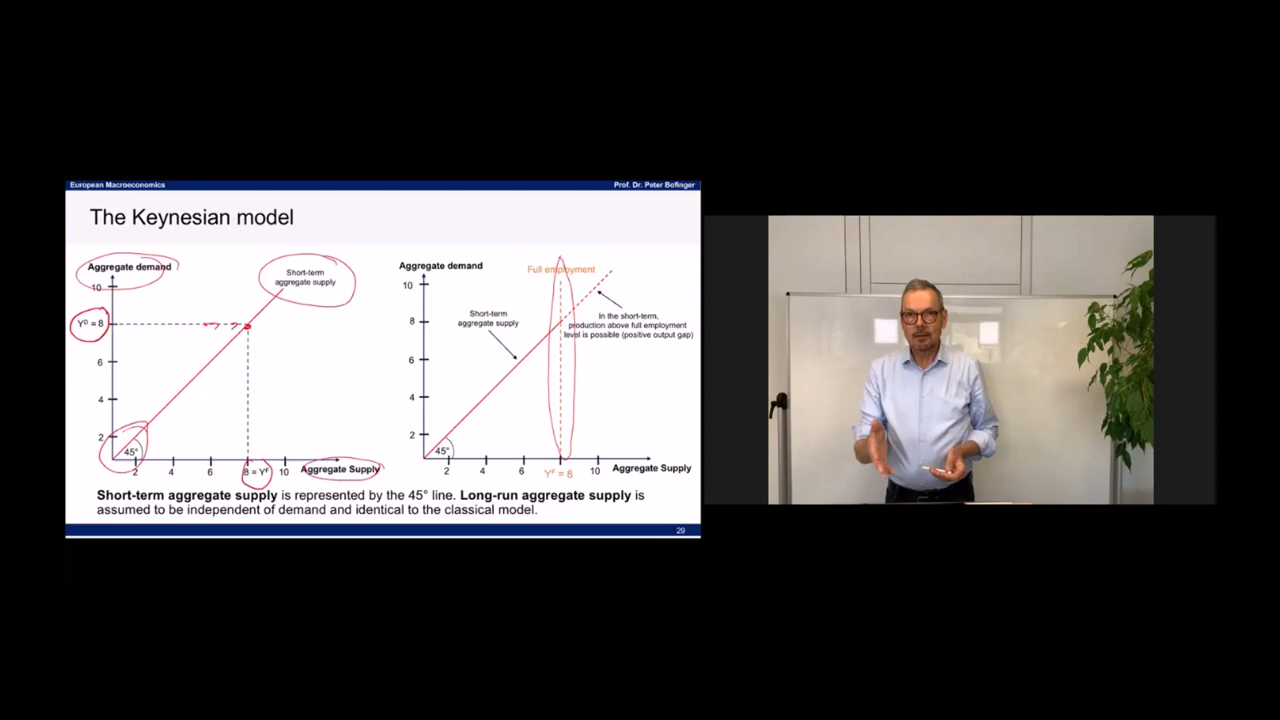 European Macroeconomics
Prof. Dr. Peter Bofinger
The Keynesian model
Aggregate demand
10
Yᴰ = 8
6
4
2
45°
2
4
6
8 = Yᶠ
10
Aggregate Supply
Short-term
aggregate supply
Aggregate demand
10
8
6
4
2
45°
2
4
6
Yᶠ = 8
10
Aggregate Supply
Full employment
Short-term
aggregate supply
In the short-term,
production above full employment
level is possible (positive output gap)
Short-term aggregate supply is represented by the 45° line. Long-run aggregate supply is
assumed to be independent of demand and identical to the classical model.
29